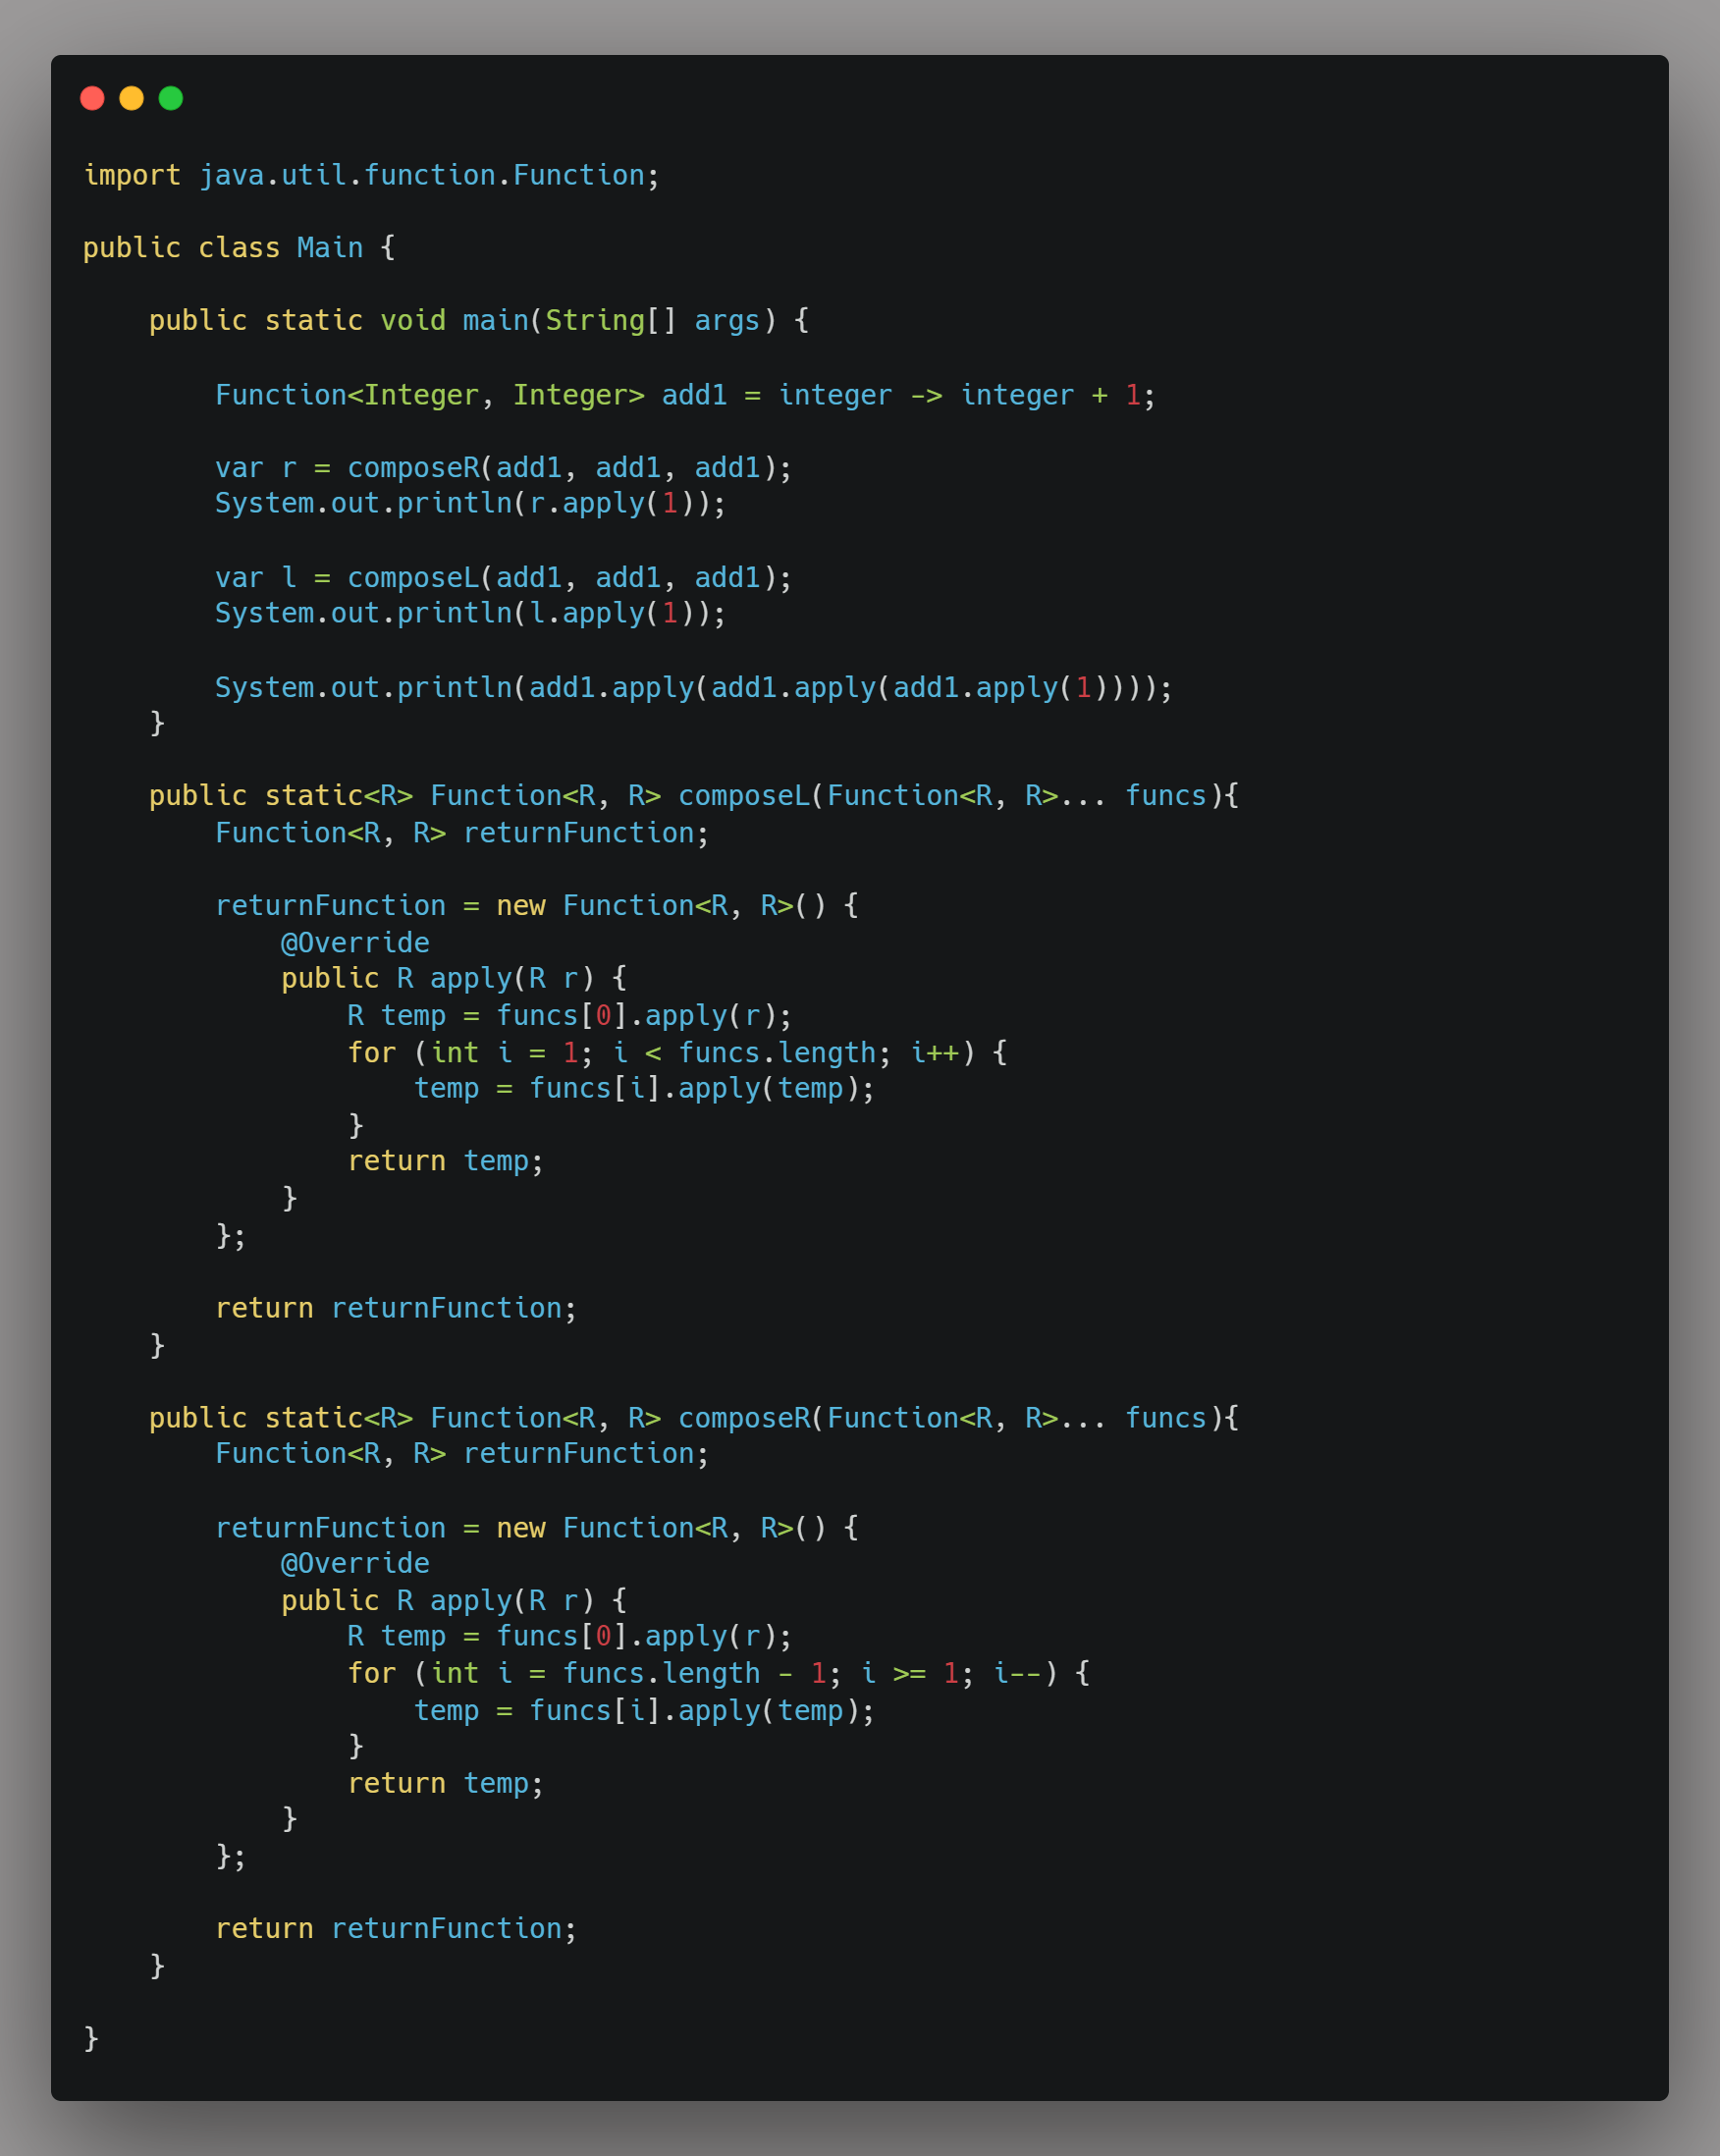 import java.util.function.Function;
public class Main {
    public static void main(String[] args) {
        Function<Integer, Integer> add1 = integer -> integer + 1;
        var r = composeR(add1, add1, add1);
        System.out.println(r.apply(1));
        var l = composeL(add1, add1, add1);
        System.out.println(l.apply(1));
        System.out.println(add1.apply(add1.apply(add1.apply(1))));
    }
    public static<R> Function<R, R> composeL(Function<R, R>... funcs){
        Function<R, R> returnFunction;
        returnFunction = new Function<R, R>() {
            @Override
            public R apply(R r) {
                R temp = funcs[0].apply(r);
                for (int i = 1; i < funcs.length; i++) {
                    temp = funcs[i].apply(temp);
                }
                return temp;
            }
        };
        return returnFunction;
    }
    public static<R> Function<R, R> composeR(Function<R, R>... funcs){
        Function<R, R> returnFunction;
        returnFunction = new Function<R, R>() {
            @Override
            public R apply(R r) {
                R temp = funcs[0].apply(r);
                for (int i = funcs.length - 1; i >= 1; i--) {
                    temp = funcs[i].apply(temp);
                }
                return temp;
            }
        };
        return returnFunction;
    }
}